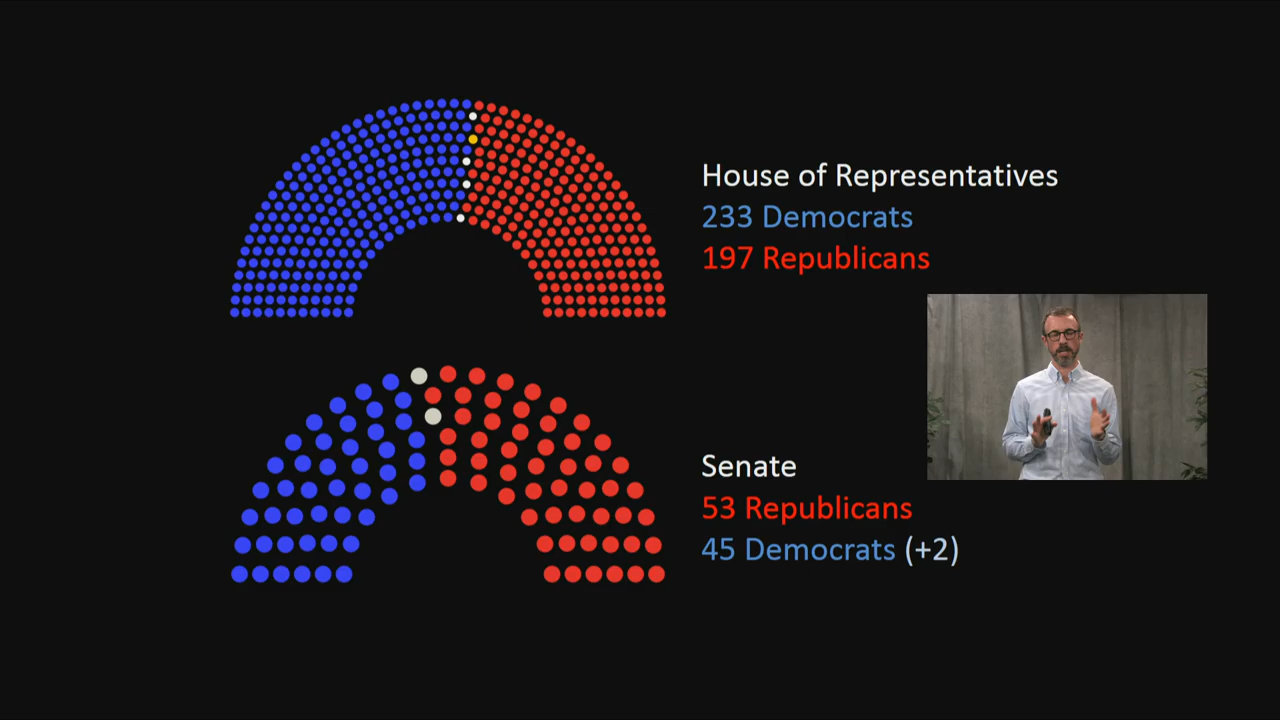 House of Representatives
233 Democrats
197 Republicans
Senate
53 Republicans
45 Democrats (+2)